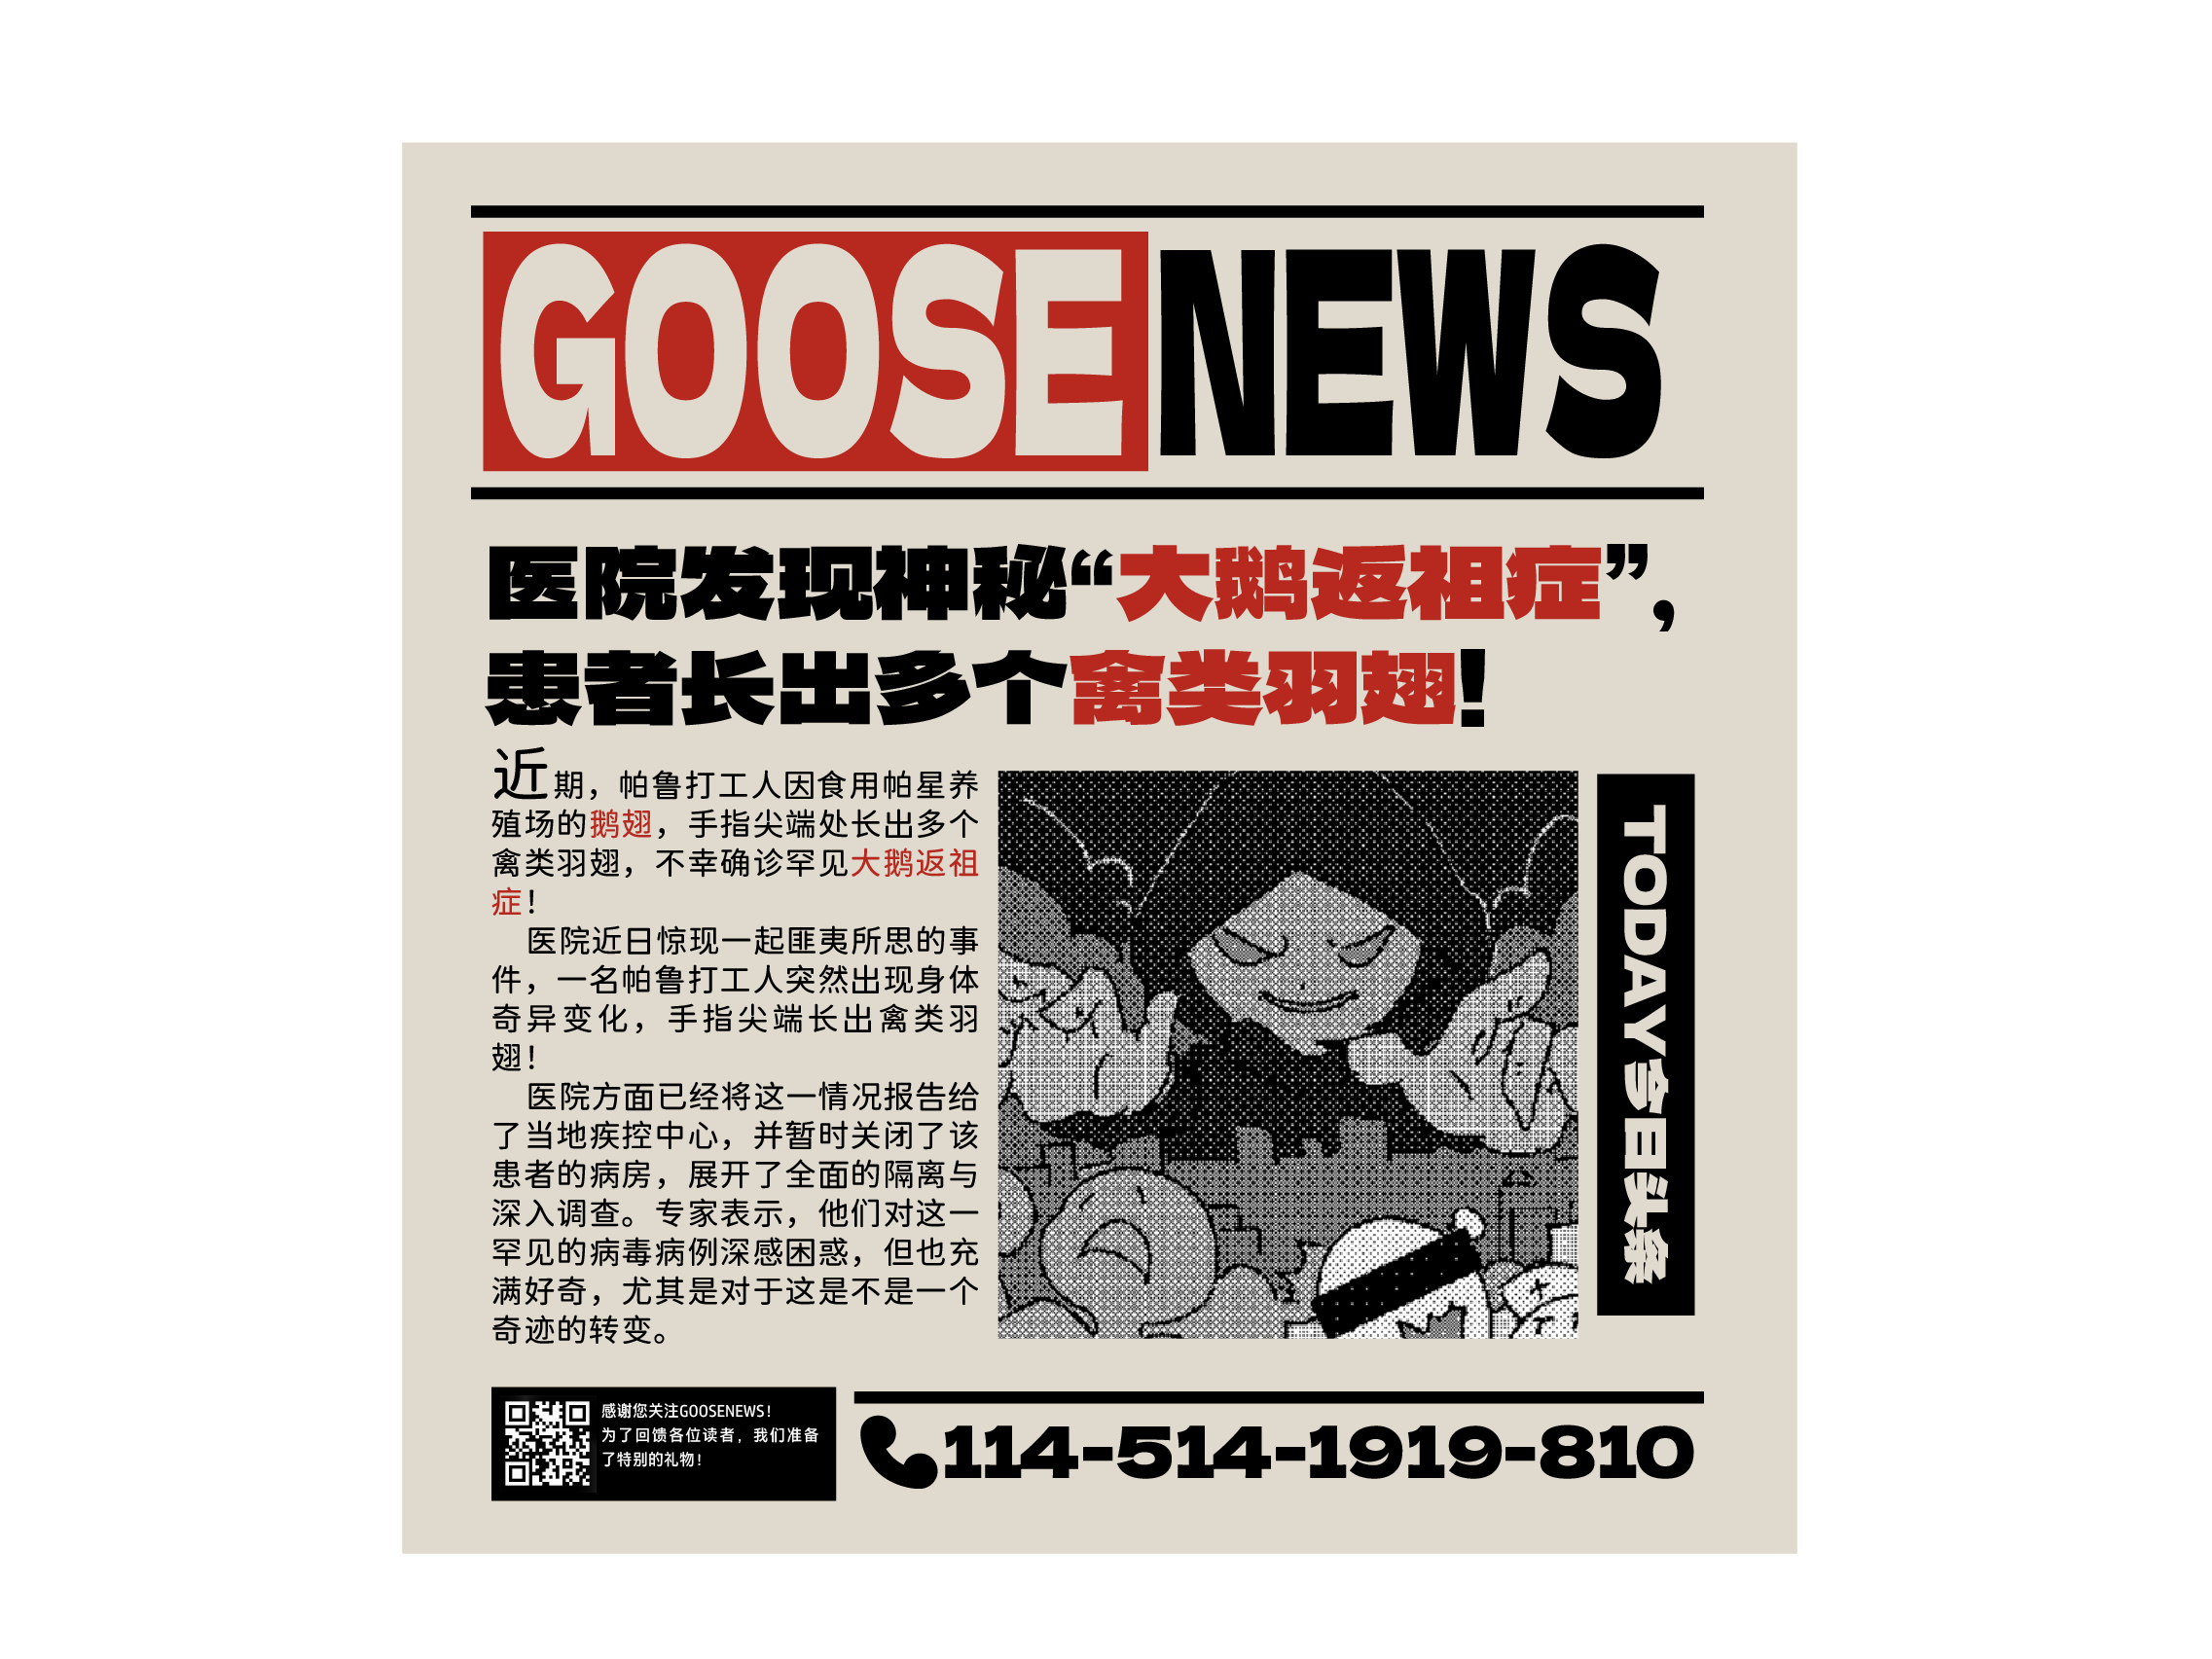 GOOSE NEWS
医院发现神秘“大鹅返祖症”，
患者长出多个禽类羽翅！
近期，帕鲁打工人因食用帕星养
殖场的鹅翅，手指尖端处长出多个
禽类羽翅，不幸确诊罕见大鹅返祖
症！
医院近日惊现一起匪夷所思的事
件，一名帕鲁打工人突然出现身体
奇异变化，手指尖端长出禽类羽
翅！
医院方面已经将这一情况报告给
了当地疾控中心，并暂时关闭了该
患者的病房，展开了全面的隔离与
深入调查。专家表示，他们对这一
罕见的病毒病例深感困惑，但也充
满好奇，尤其是对于这是不是一个
奇迹的转变。
TODAY今日头条
感谢您关注GOOSENEWS！
为了回馈各位读者，我们准备
了特别的礼物！
114-514-1919-810